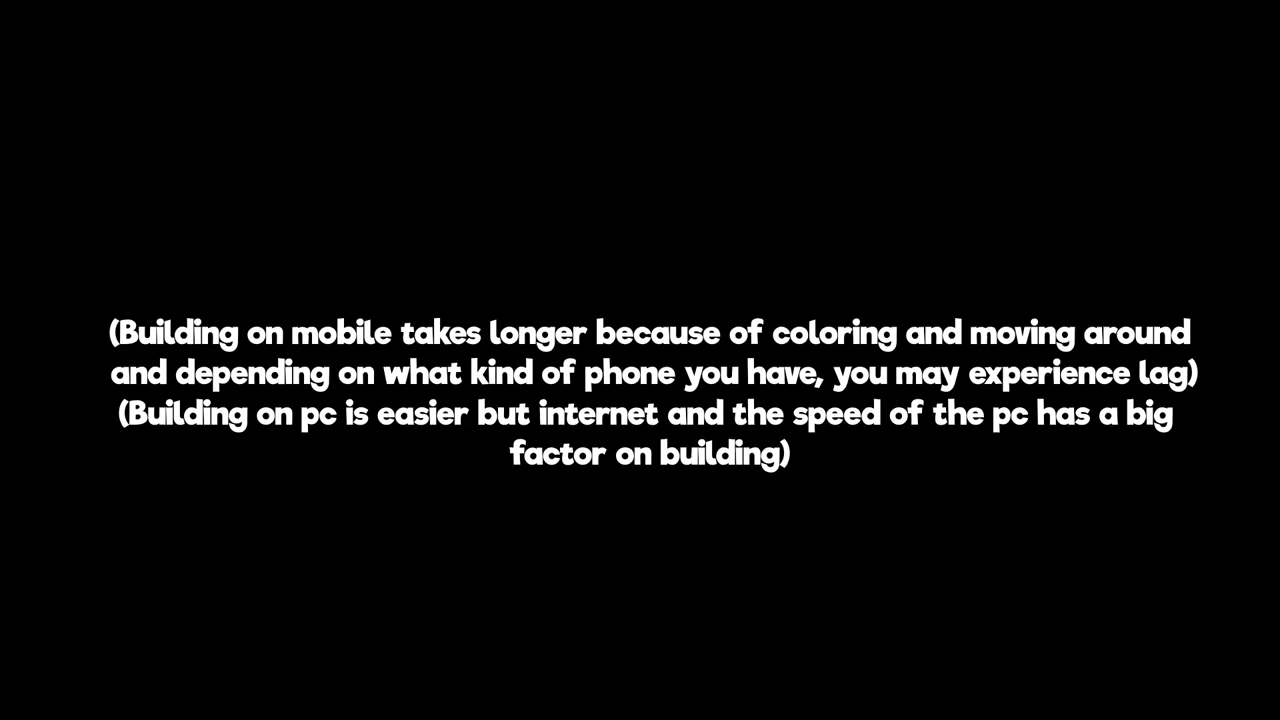 (Building on mobile takes longer because of coloring and moving around
and depending on what kind of phone you have, you may experience lag)
(Building on pc is easier but internet and the speed of the pc has a big
factor on building)